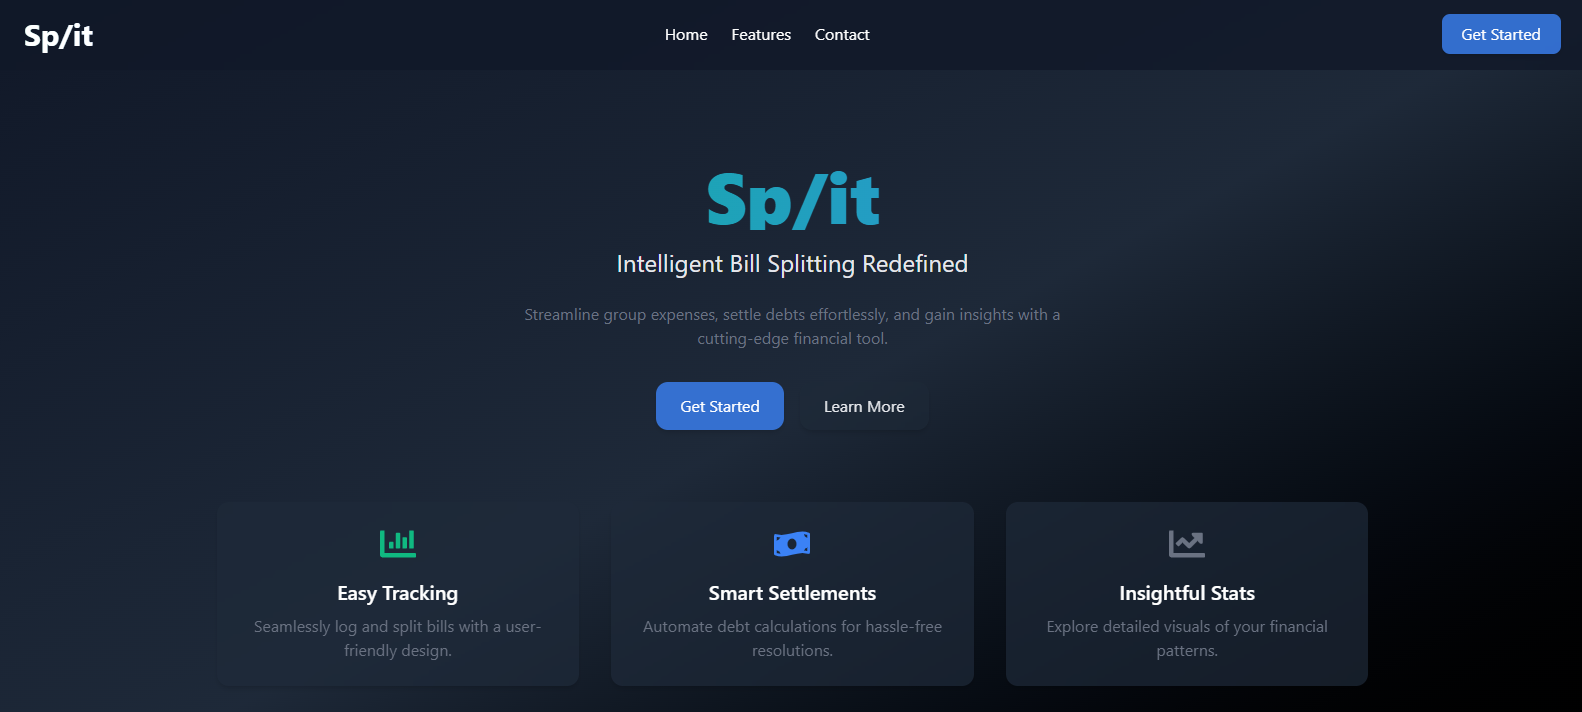 Sp/it
Home
Features
Contact
Get Started
Sp/it
Intelligent Bill Splitting Redefined
Streamline group expenses, settle debts effortlessly, and gain insights with a
cutting-edge financial tool.
Get Started
Learn More
Easy Tracking
Seamlessly log and split bills with a user-
friendly design.
Smart Settlements
Automate debt calculations for hassle-free
resolutions.
Insightful Stats
Explore detailed visuals of your financial
patterns.